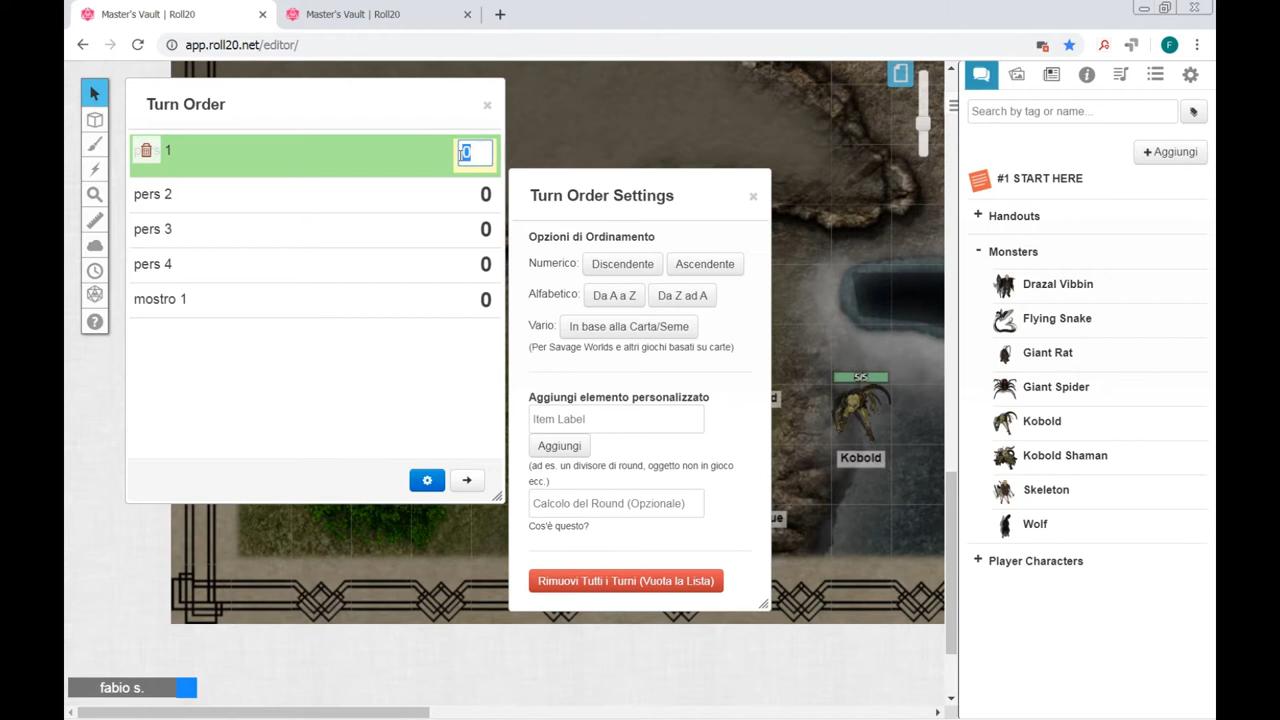 Master's Vault | Roll20
Master's Vault | Roll20
app.roll20.net/editor/
F
Turn Order
1
0
pers 2
0
pers 3
0
pers 4
0
mostro 1
0
Turn Order Settings
Opzioni di Ordinamento
Numerico: Discendente Ascendente
Alfabetico: Da A a Z Da Z ad A
Vario: In base alla Carta/Seme
(Per Savage Worlds e altri giochi basati su carte)
Aggiungi elemento personalizzato
Item Label
Aggiungi
(ad es. un divisore di round, oggetto non in gioco
ecc.)
Calcolo del Round (Opzionale)
Cos'è questo?
Rimuovi Tutti i Turni (Vuota la Lista)
55
Kobold
d
ue
fabio s.
Search by tag or name...
+ Aggiungi
#1 START HERE
+ Handouts
- Monsters
Drazal Vibbin
Flying Snake
Giant Rat
Giant Spider
Kobold
Kobold Shaman
Skeleton
Wolf
+ Player Characters